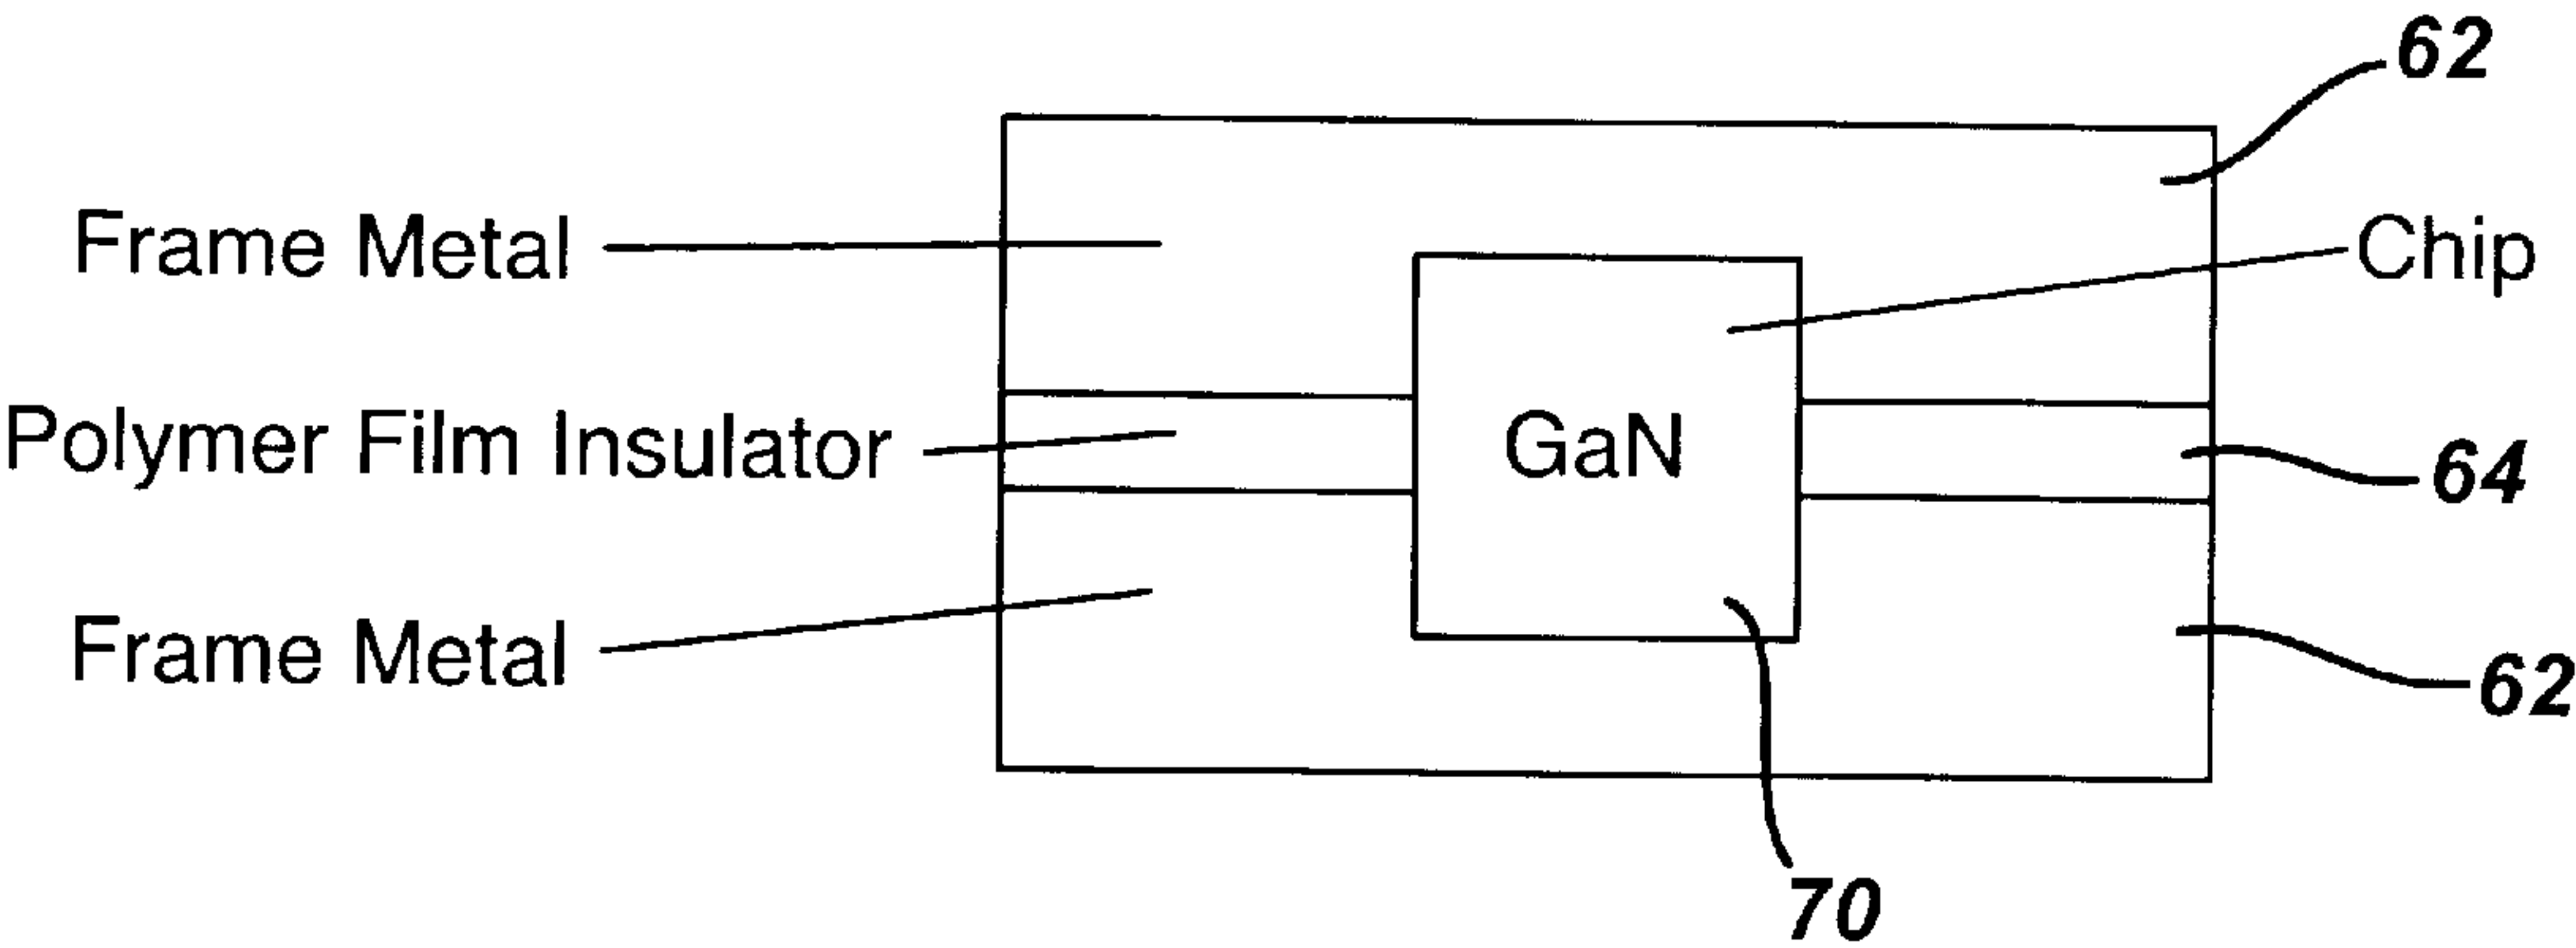 62
Frame Metal
Chip
Polymer Film Insulator
GaN
64
Frame Metal
62
70